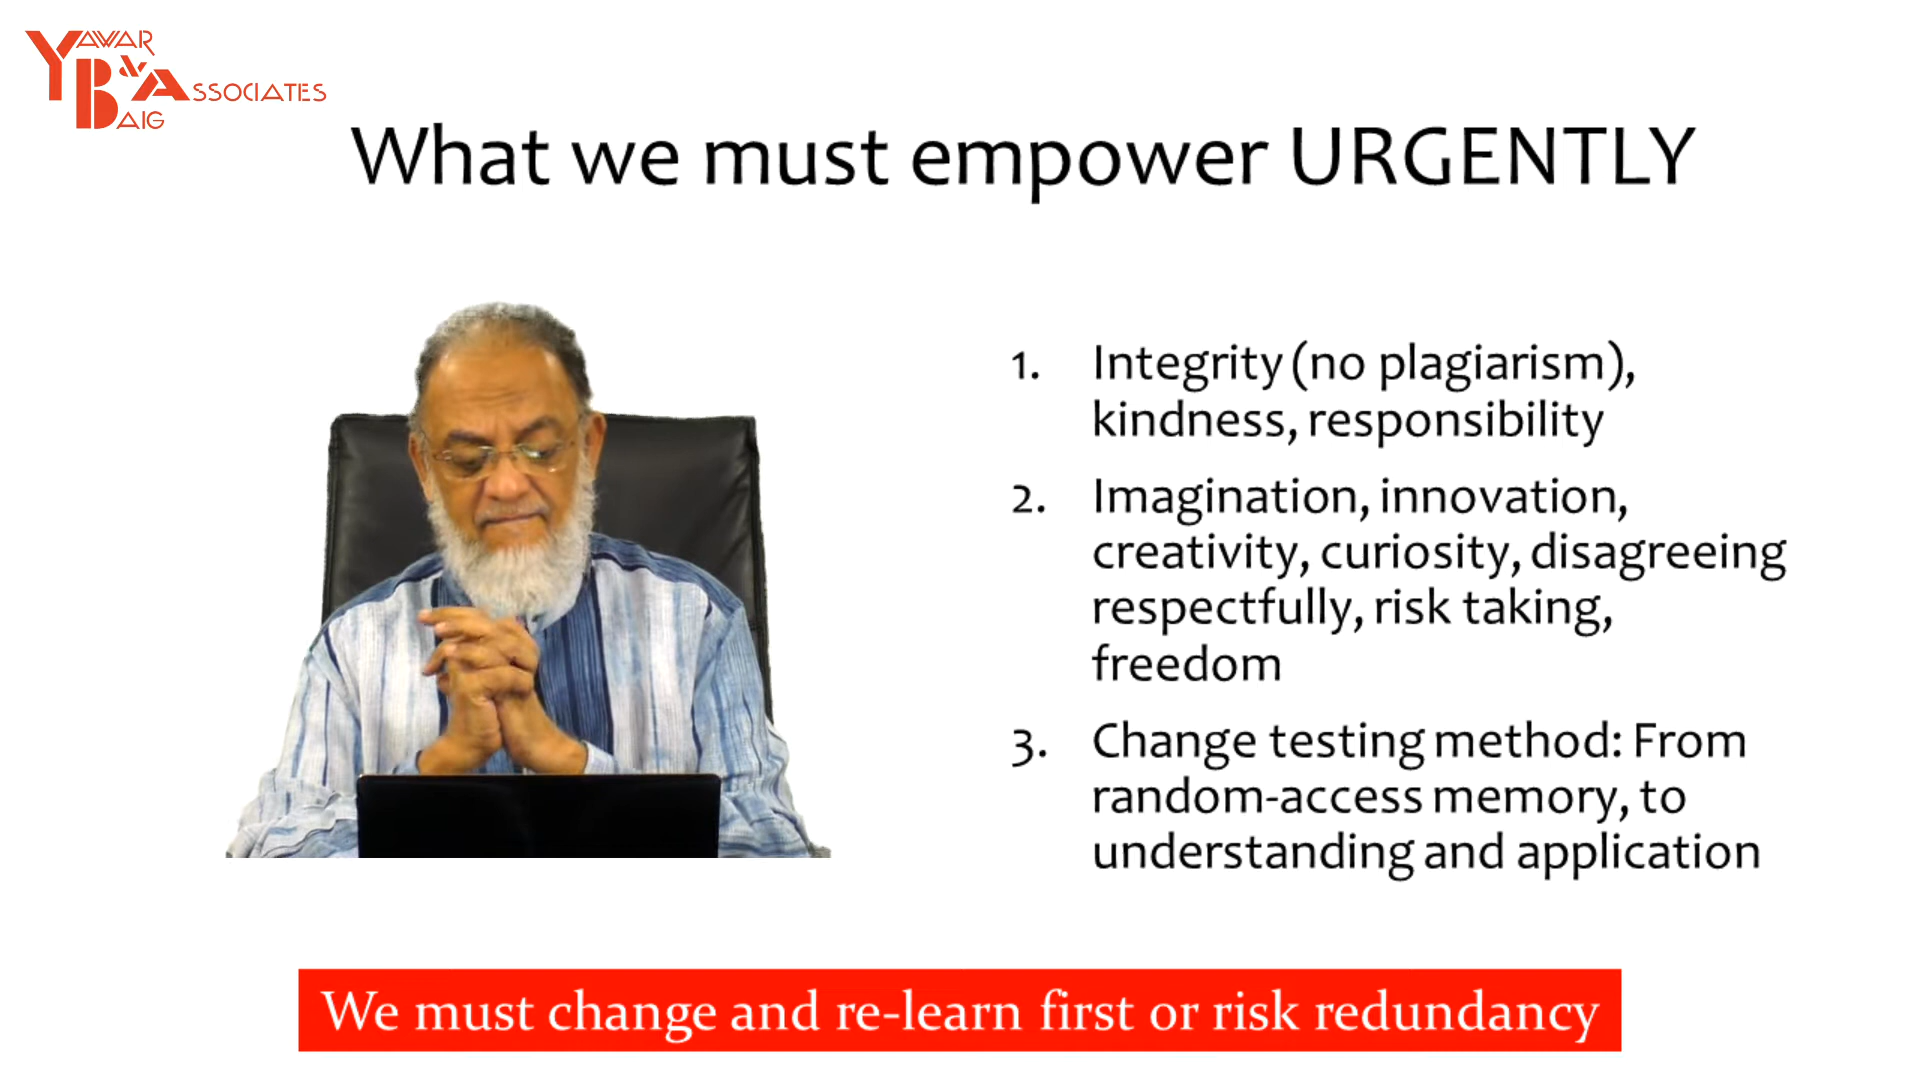 YAWAR
BAIG & ASSOCIATES
What we must empower URGENTLY
1. Integrity (no plagiarism),
kindness, responsibility
2. Imagination, innovation,
creativity, curiosity, disagreeing
respectfully, risk taking,
freedom
3. Change testing method: From
random-access memory, to
understanding and application
We must change and re-learn first or risk redundancy